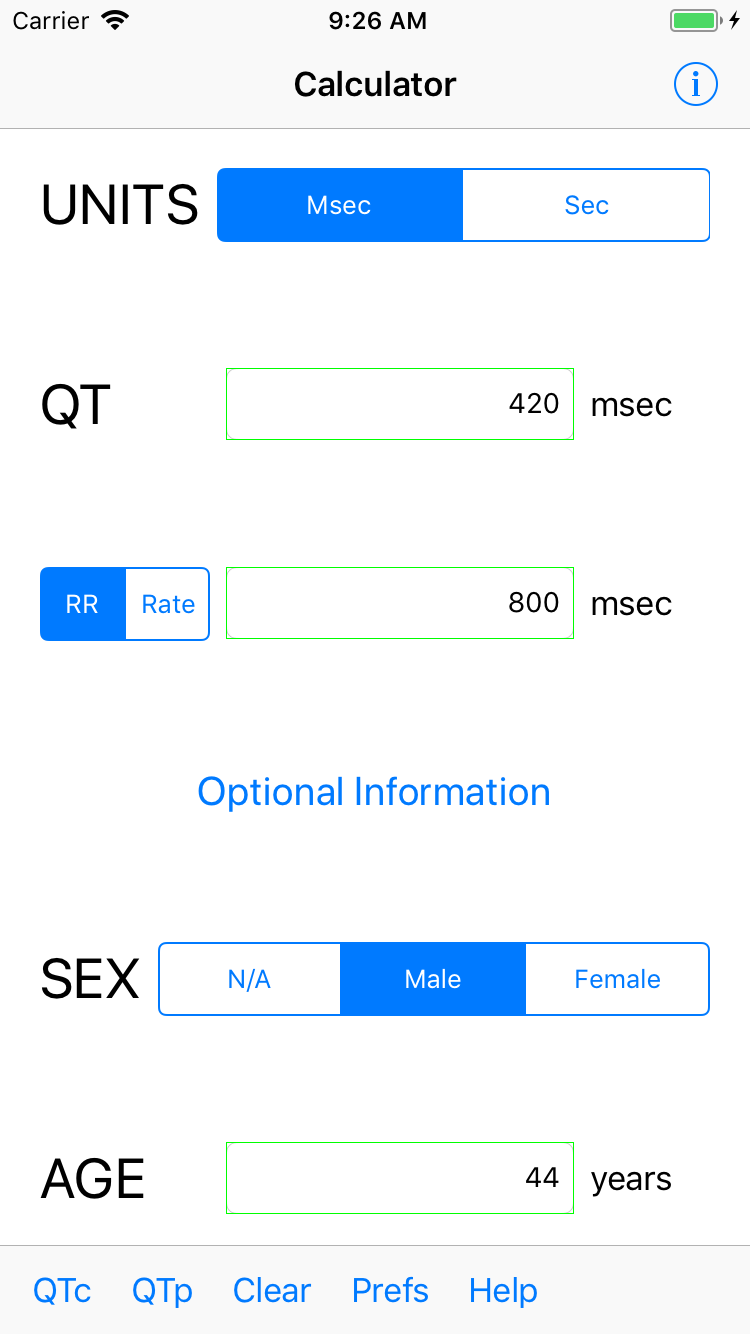 Carrier 9:26 AM
Calculator i
UNITS Msec Sec
QT 420 msec
RR Rate 800 msec
Optional Information
SEX N/A Male Female
AGE 44 years
QTc QTp Clear Prefs Help